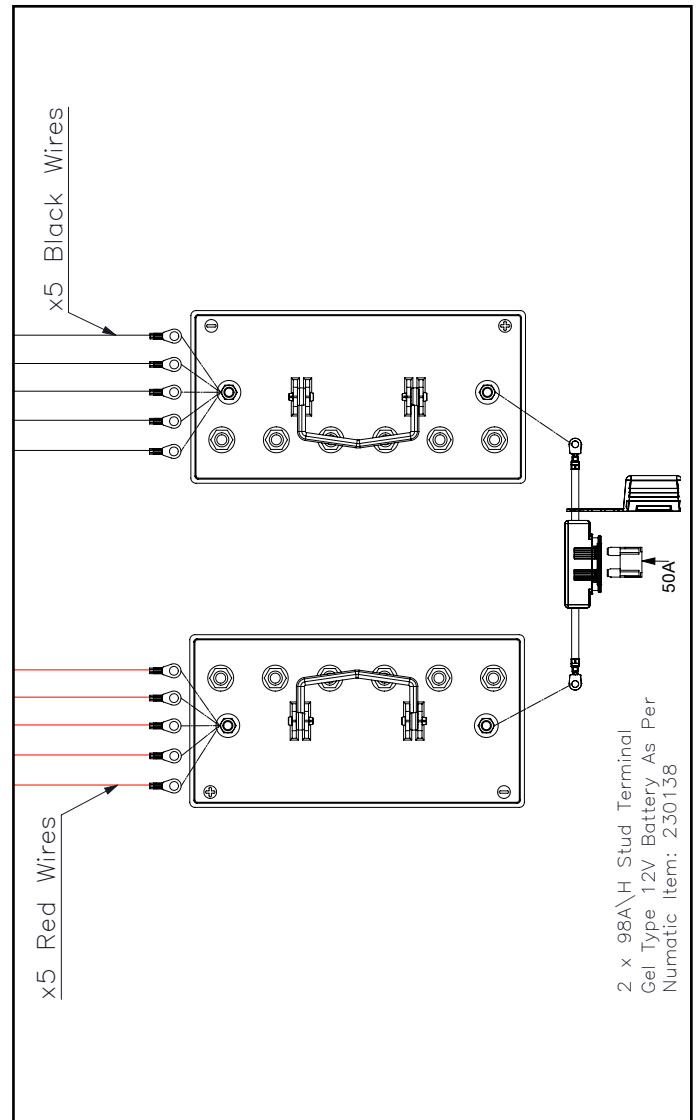 x5 Black Wires
x5 Red Wires
50A
2 x 98A\H Stud Terminal
Gel Type 12V Battery As Per
Numatic Item: 230138